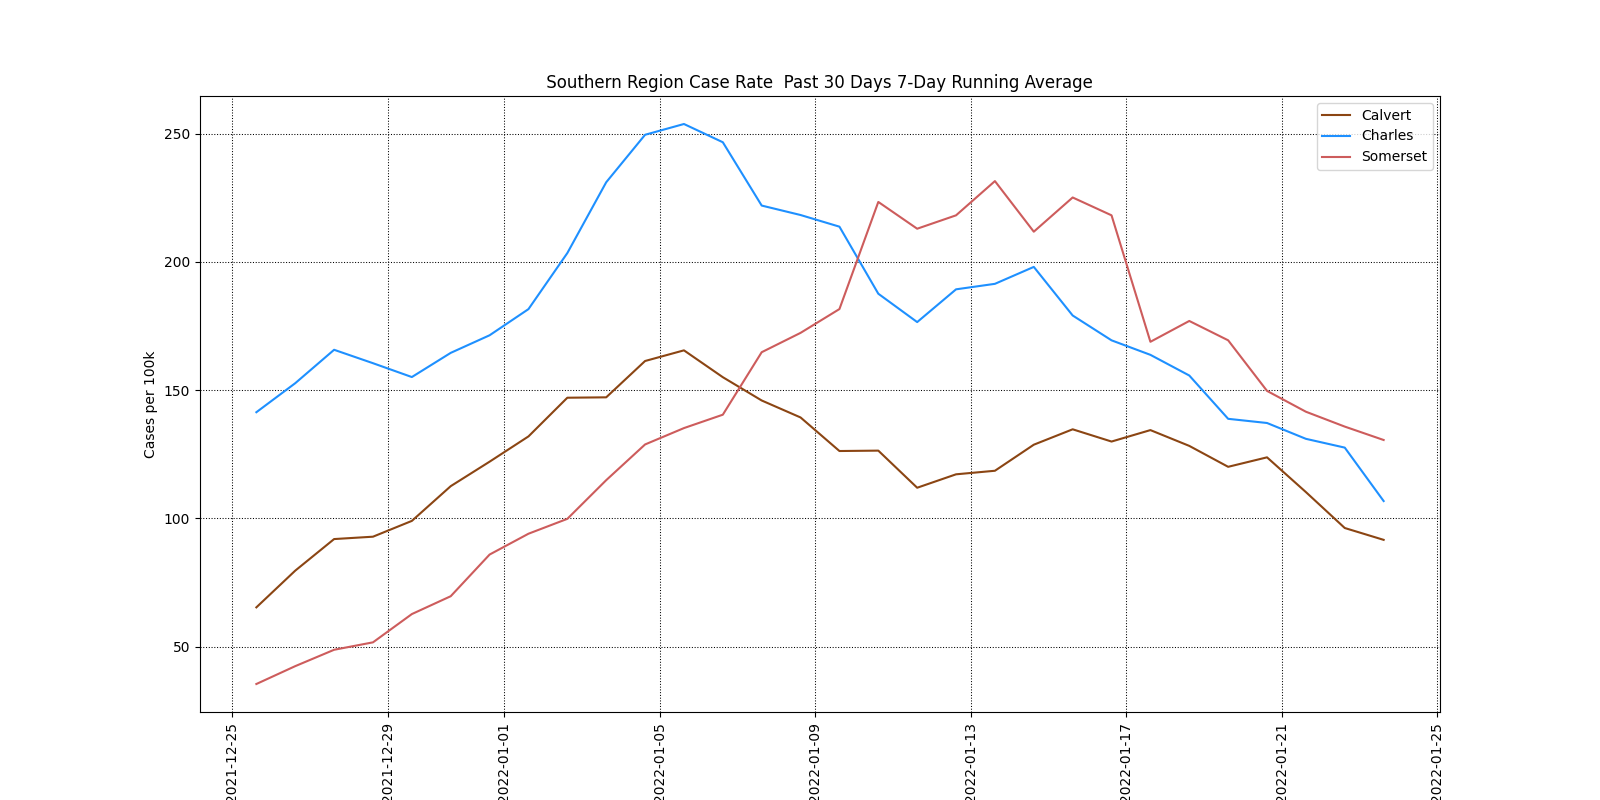 Southern Region Case Rate  Past 30 Days 7-Day Running Average
Calvert
Charles
Somerset
Cases per 100k
250
200
150
100
50
2021-12-25
2021-12-29
2022-01-01
2022-01-05
2022-01-09
2022-01-13
2022-01-17
2022-01-21
2022-01-25